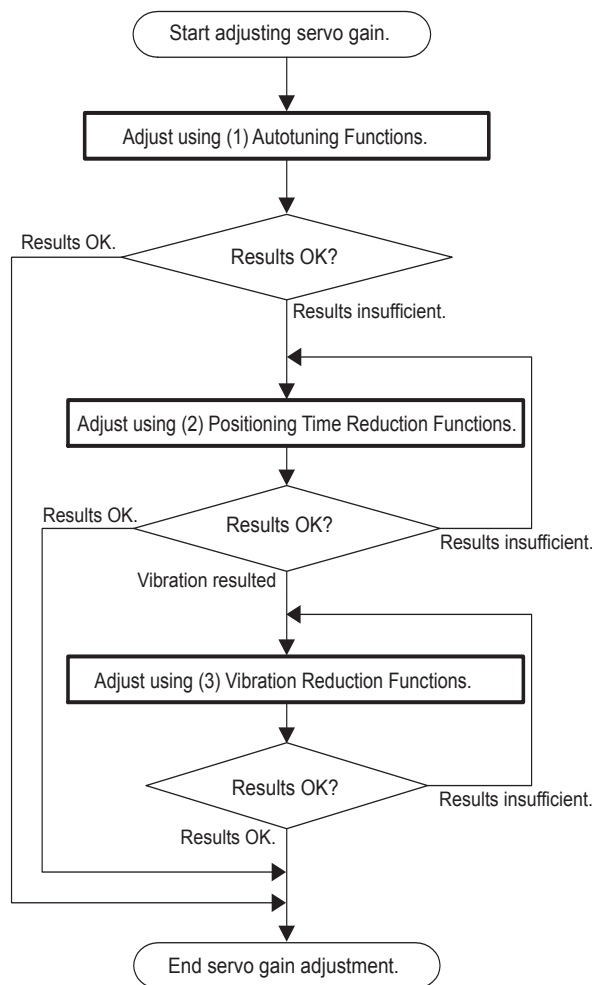 Start adjusting servo gain.
Adjust using (1) Autotuning Functions.
Results OK.
Results OK?
Results insufficient.
Adjust using (2) Positioning Time Reduction Functions.
Results OK.
Results OK?
Results insufficient.
Vibration resulted
Adjust using (3) Vibration Reduction Functions.
Results OK?
Results insufficient.
Results OK.
End servo gain adjustment.